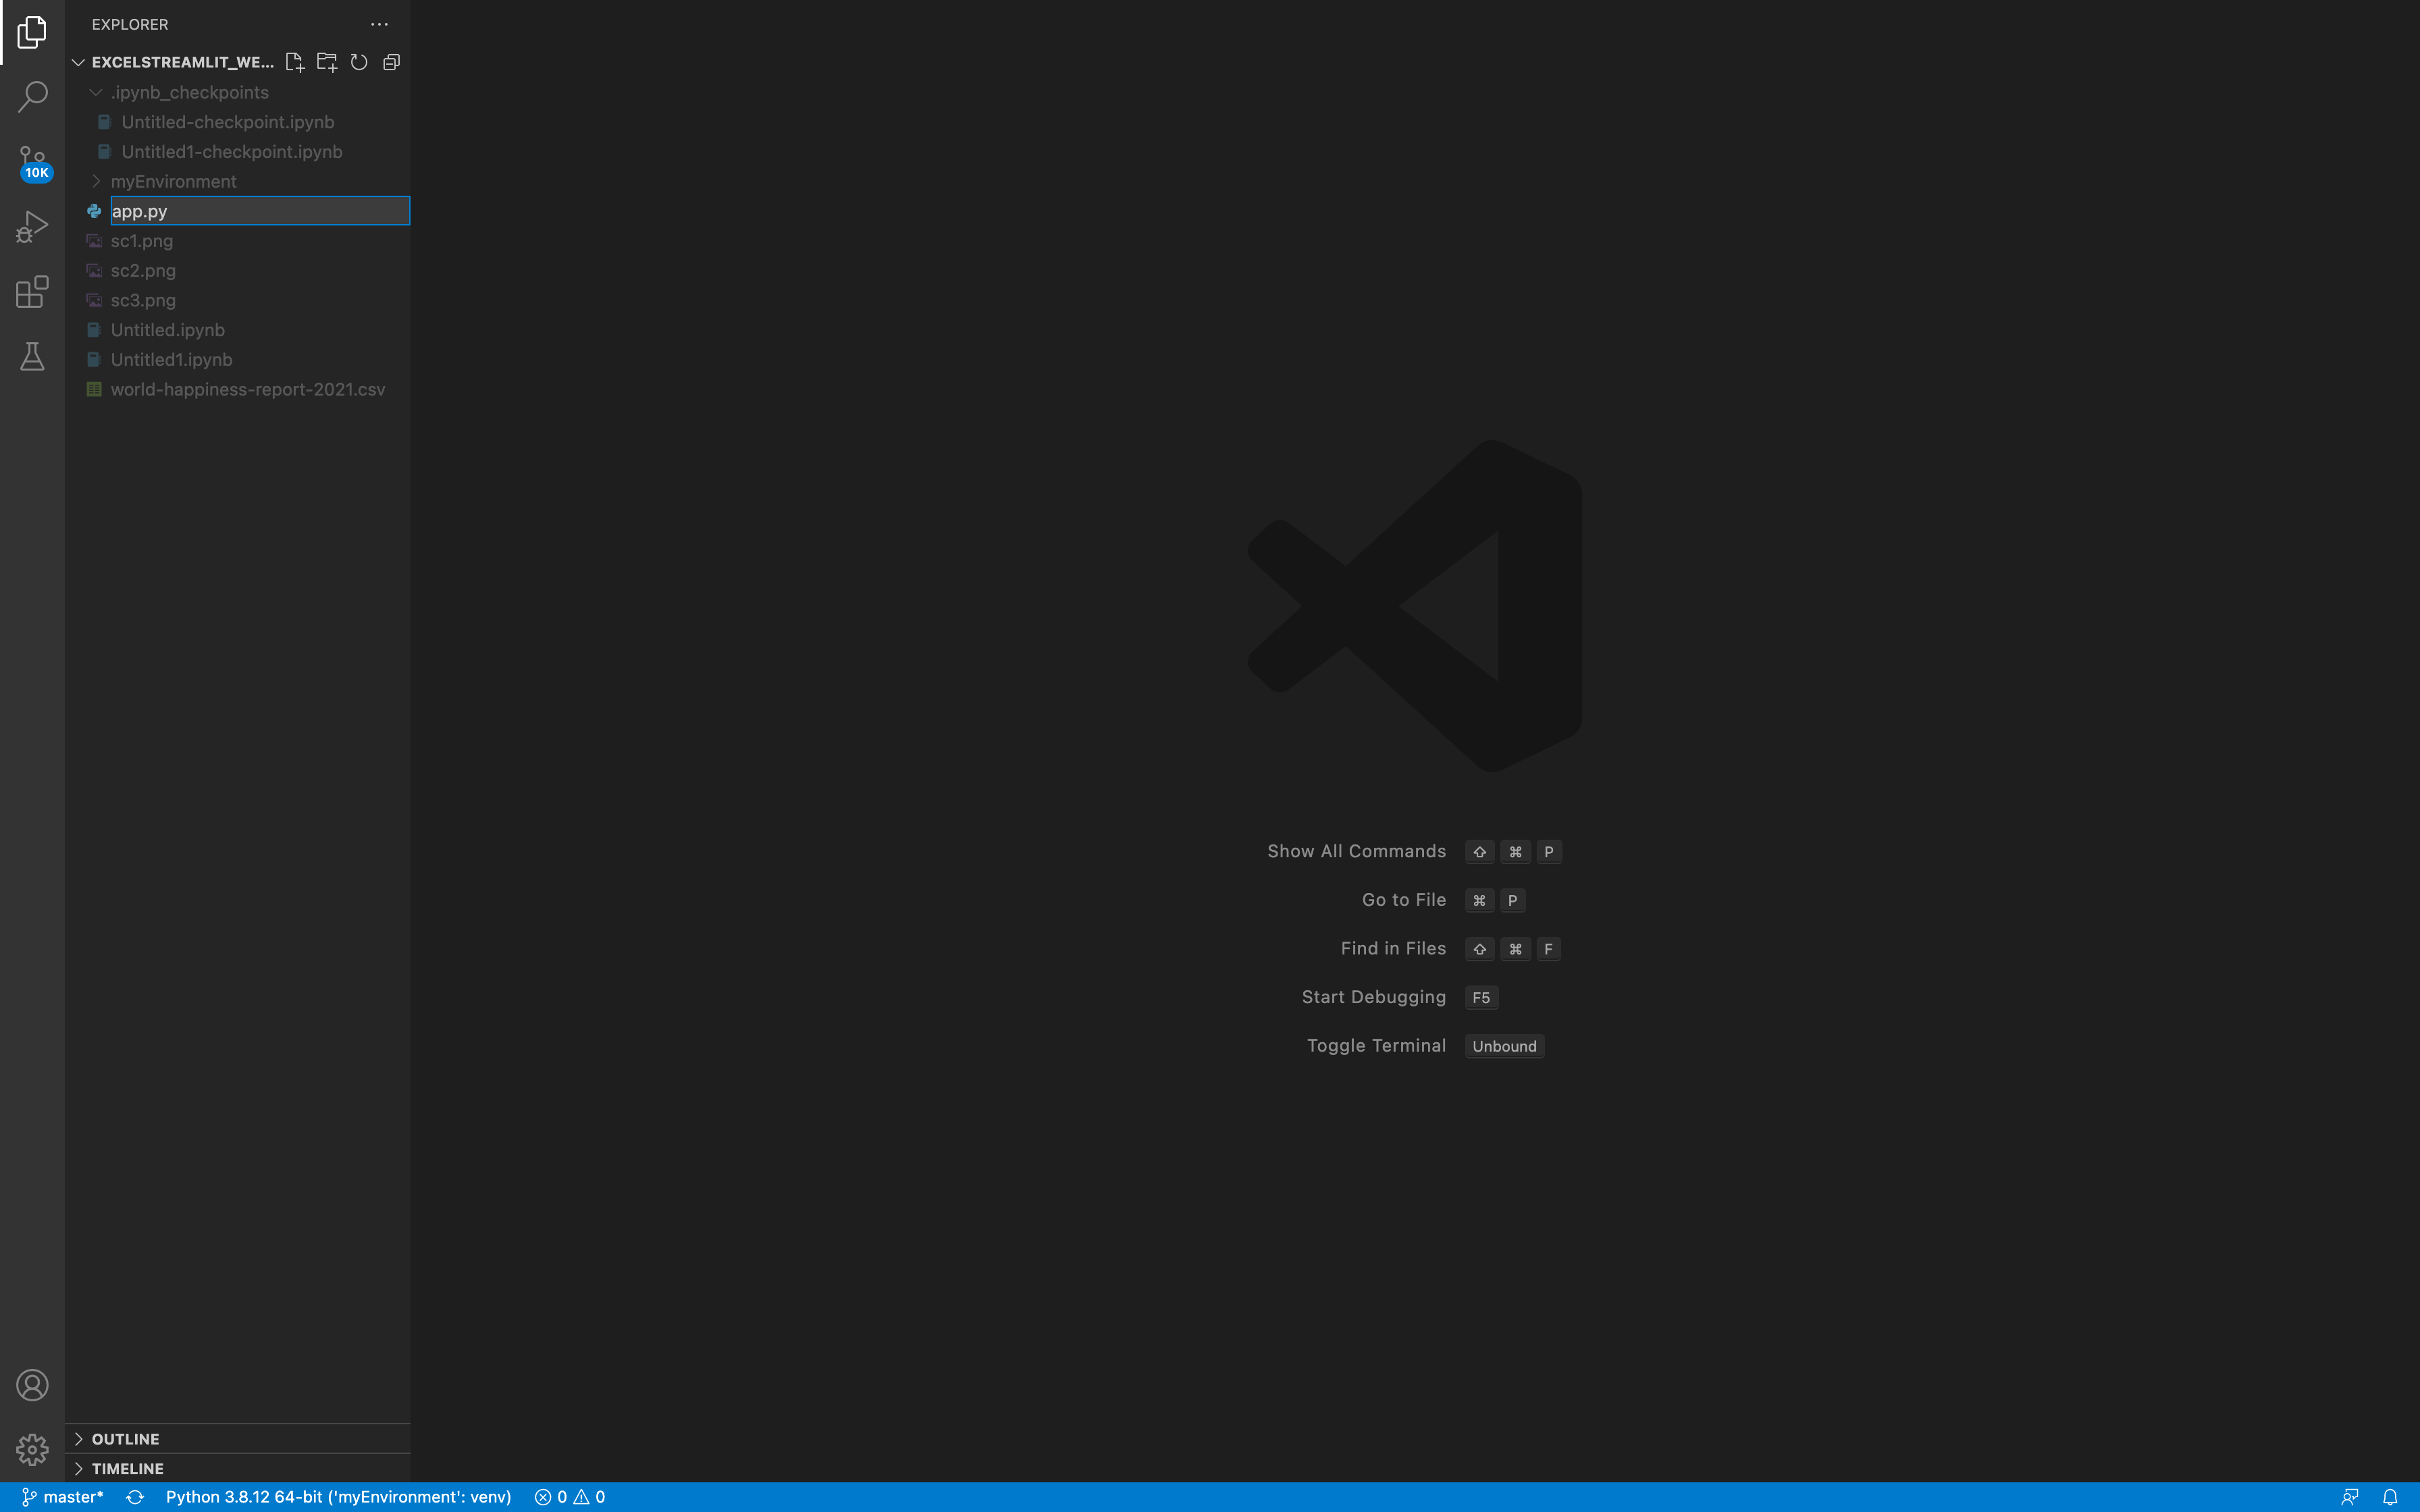 EXPLORER
EXCELSTREAMLIT_WE...
.ipynb_checkpoints
Untitled-checkpoint.ipynb
Untitled1-checkpoint.ipynb
10K
myEnvironment
app.py
sc1.png
sc2.png
sc3.png
Untitled.ipynb
Untitled1.ipynb
world-happiness-report-2021.csv
Show All Commands ⇧ ⌘ P
Go to File ⌘ P
Find in Files ⇧ ⌘ F
Start Debugging F5
Toggle Terminal Unbound
OUTLINE
TIMELINE
master* Python 3.8.12 64-bit ('myEnvironment': venv) 0 0